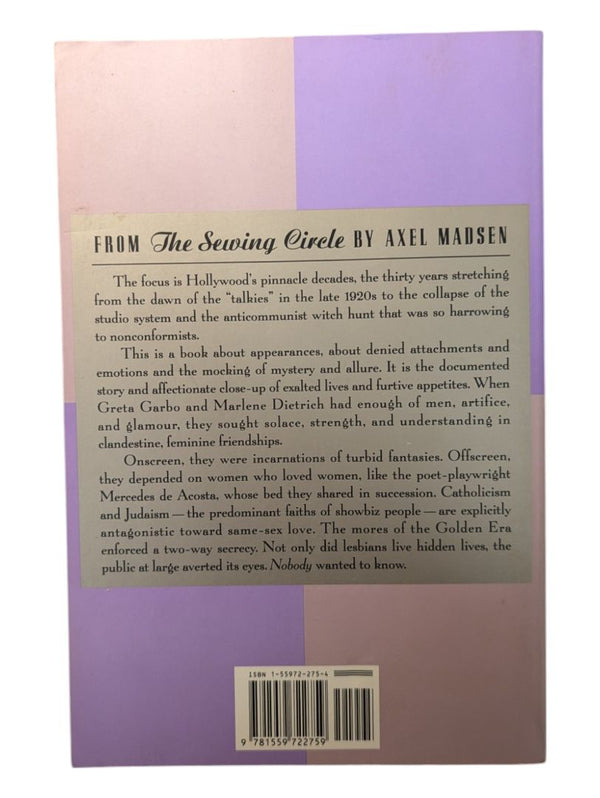 FROM The Sewing Circle BY AXEL MADSEN
The focus is Hollywood's pinnacle decades, the thirty years stretching
from the dawn of the “talkies” in the late 1920s to the collapse of the
studio system and the anticommunist witch hunt that was so harrowing
to nonconformists.
This is a book about appearances, about denied attachments and
emotions and the mocking of mystery and allure. It is the documented
story and affectionate close-up of exalted lives and furtive appetites. When
Greta Garbo and Marlene Dietrich had enough of men, artifice,
and glamour, they sought solace, strength, and understanding in
clandestine, feminine friendships.
Onscreen, they were incarnations of turbid fantasies. Offscreen,
they depended on women who loved women, like the poet-playwright
Mercedes de Acosta, whose bed they shared in succession. Catholicism
and Judaism — the predominant faiths of showbiz people — are explicitly
antagonistic toward same-sex love. The mores of the Golden Era
enforced a two-way secrecy. Not only did lesbians live hidden lives, the
public at large averted its eyes. Nobody wanted to know.
ISBN 1-55972-275-4
9 781559 722759